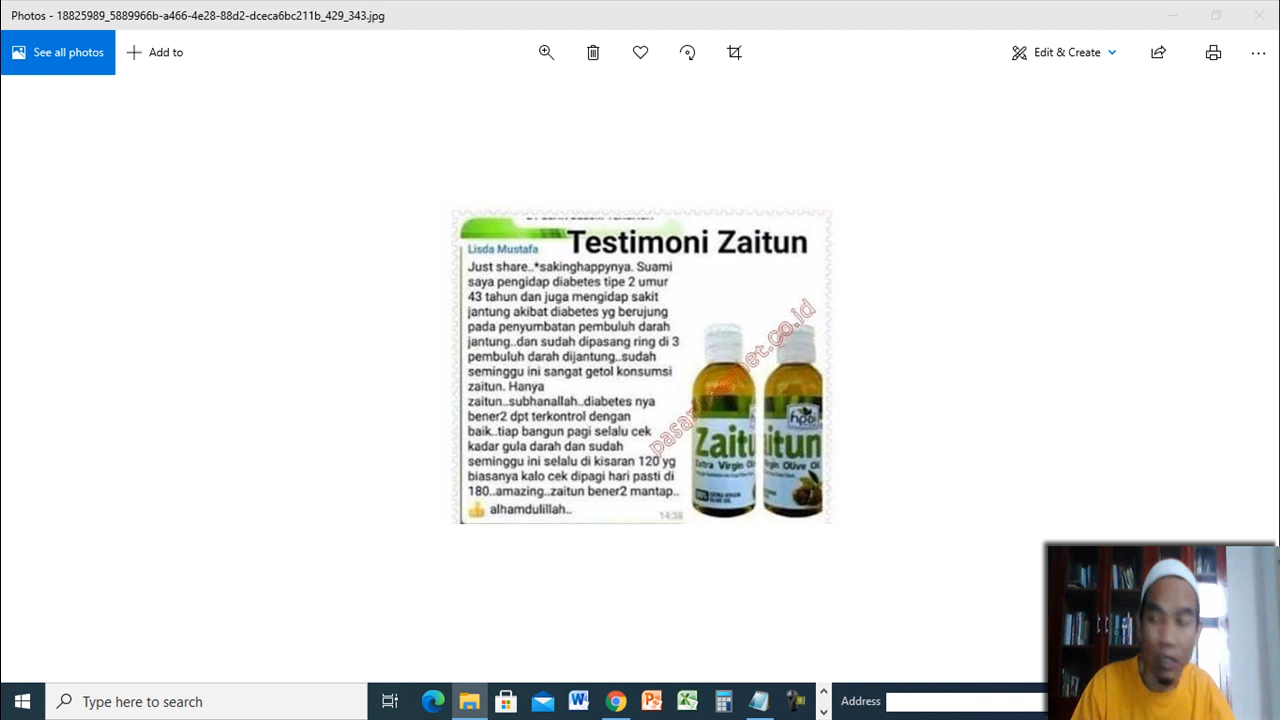 Photos - 18825989_5889966b-a466-4e28-88d2-dceca6bc211b_429_343.jpg
See all photos
Add to
Edit & Create
Testimoni Zaitun
Lisda Mustafa
Just share..*sakinghappynya. Suami
saya pengidap diabetes tipe 2 umur
43 tahun dan juga mengidap sakit
jantung akibat diabetes yg berujung
pada penyumbatan pembuluh darah
jantung..dan sudah dipasang ring di 3
pembuluh darah dijantung..sudah
seminggu ini sangat getol konsumsi
zaitun. Hanya
zaitun..subhanallah..diabetes nya
bener2 dpt terkontrol dengan
baik..tiap bangun pagi selalu cek
kadar gula darah dan sudah
seminggu ini selalu di kisaran 120 yg
biasanya kalo cek dipagi hari pasti di
180..amazing..zaitun bener2 mantap..
alhamdulillah..
14:38
hpai
Zaitu
aitun
Extra Virgin Oli
Virgin Olive Oil
Type here to search
Address